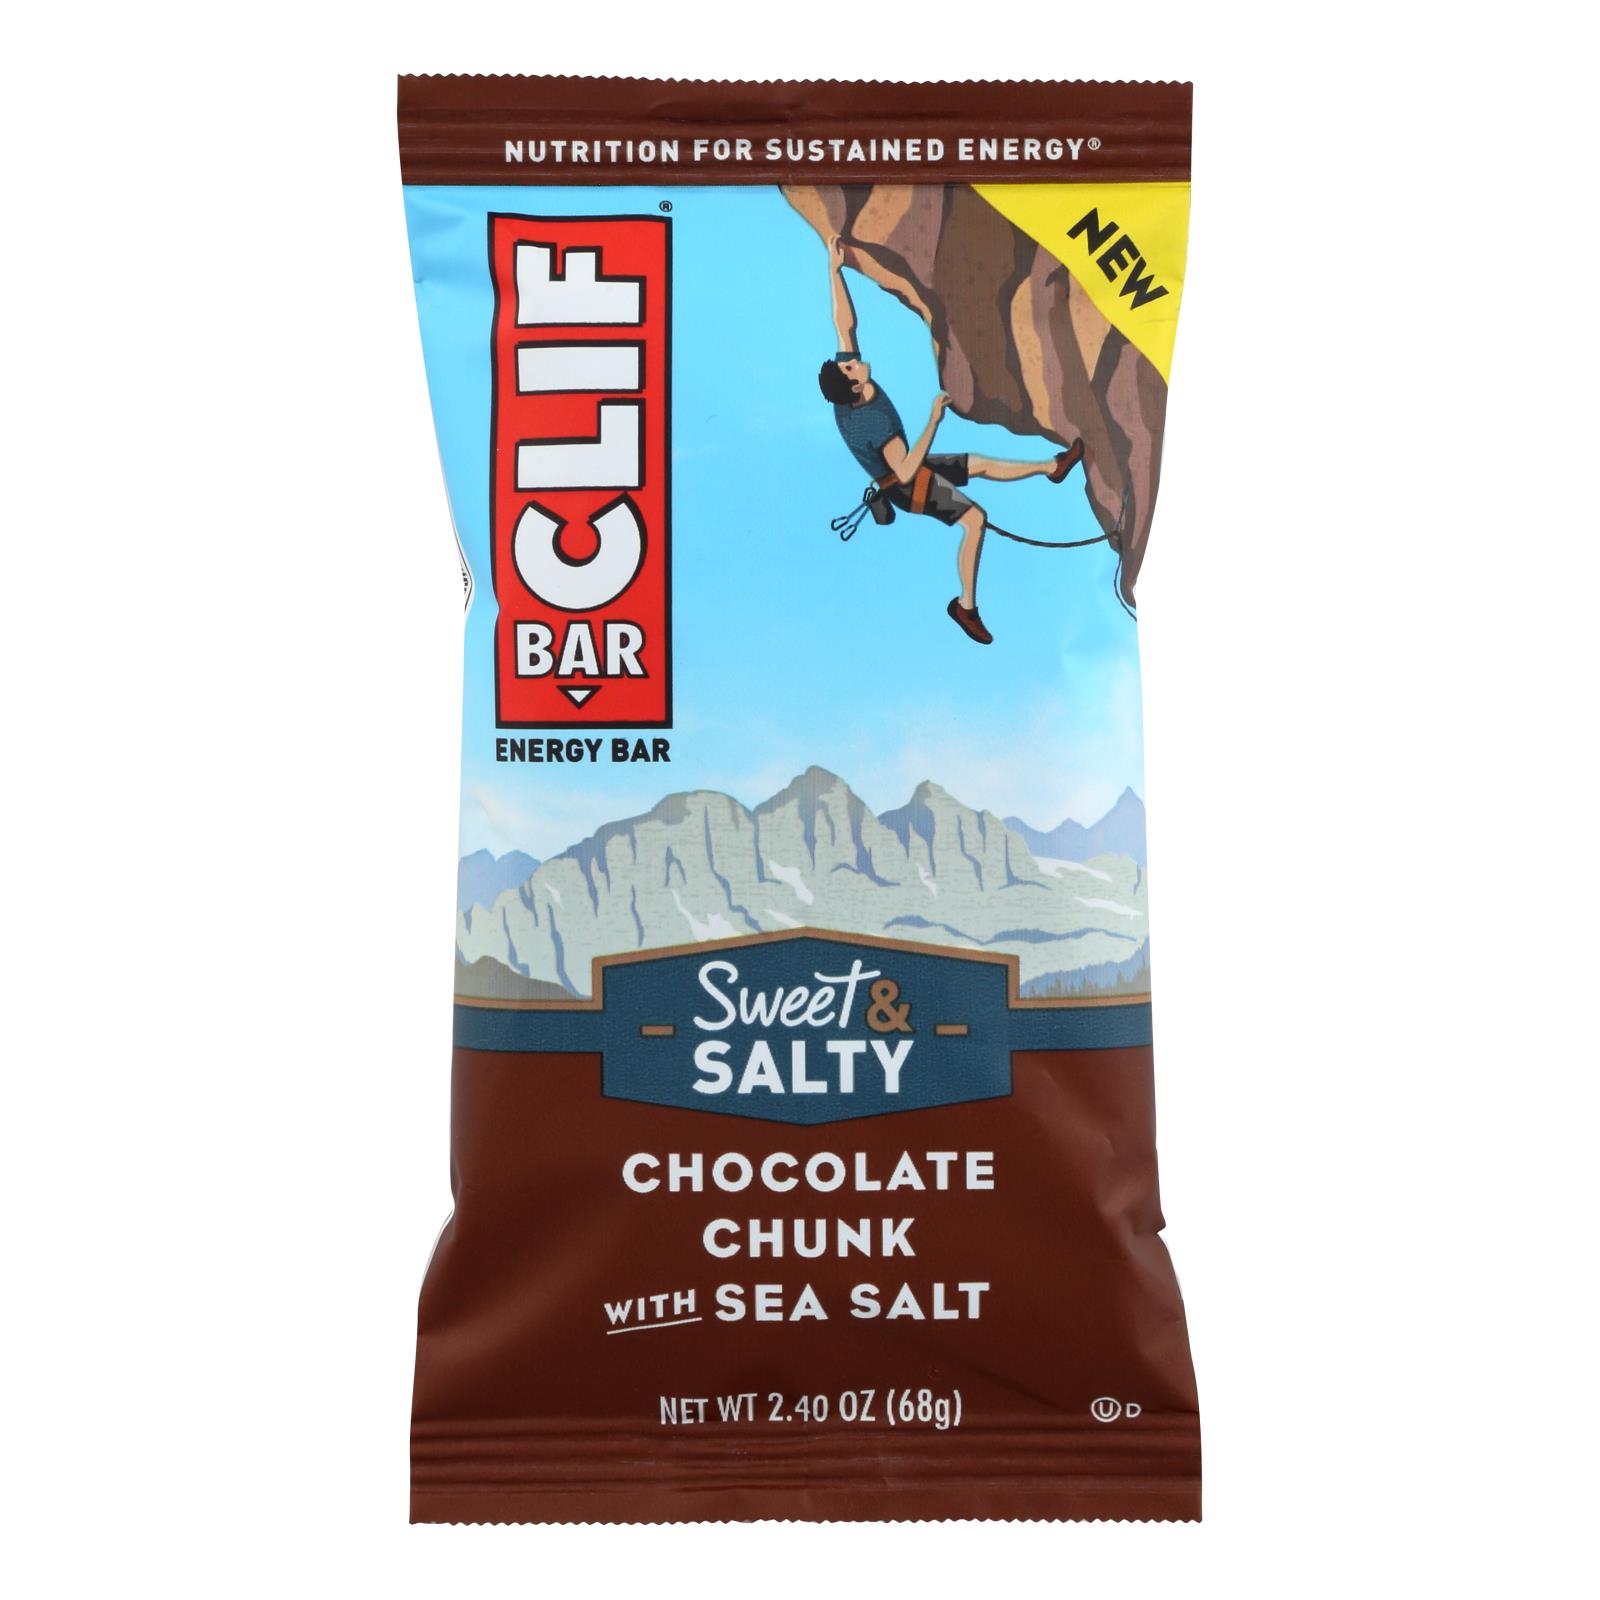 NUTRITION FOR SUSTAINED ENERGY®
NEW
CLIF®
BAR
ENERGY BAR
Sweet &
SALTY
CHOCOLATE
CHUNK
WITH SEA SALT
NET WT 2.40 OZ (68g)
U D